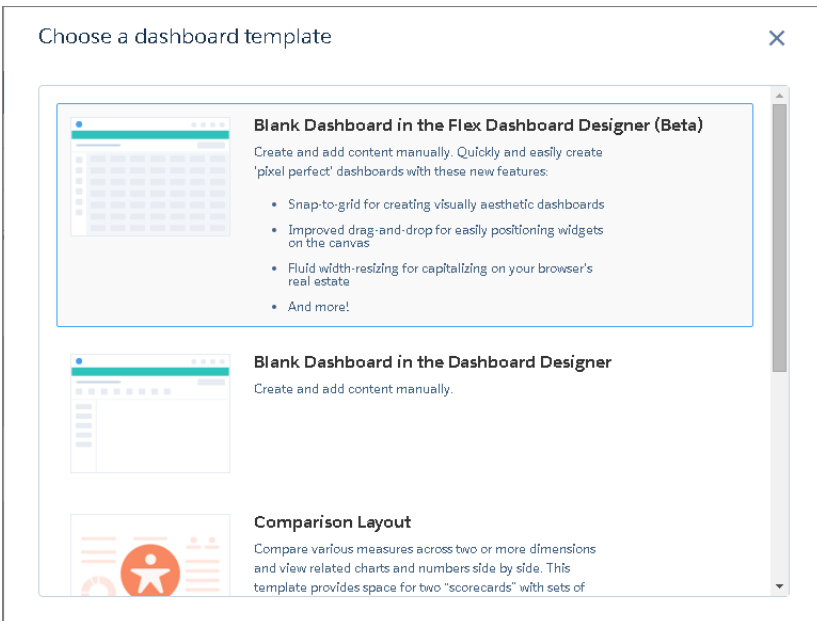 Choose a dashboard template
Blank Dashboard in the Flex Dashboard Designer (Beta)
Create and add content manually. Quickly and easily create
'pixel perfect' dashboards with these new features:
• Snap-to-grid for creating visually aesthetic dashboards
• Improved drag-and-drop for easily positioning widgets
on the canvas
• Fluid width-resizing for capitalizing on your browser's
real estate
• And more!
Blank Dashboard in the Dashboard Designer
Create and add content manually.
Comparison Layout
Compare various measures across two or more dimensions
and view related charts and numbers side by side. This
template provides space for two "scorecards" with sets of